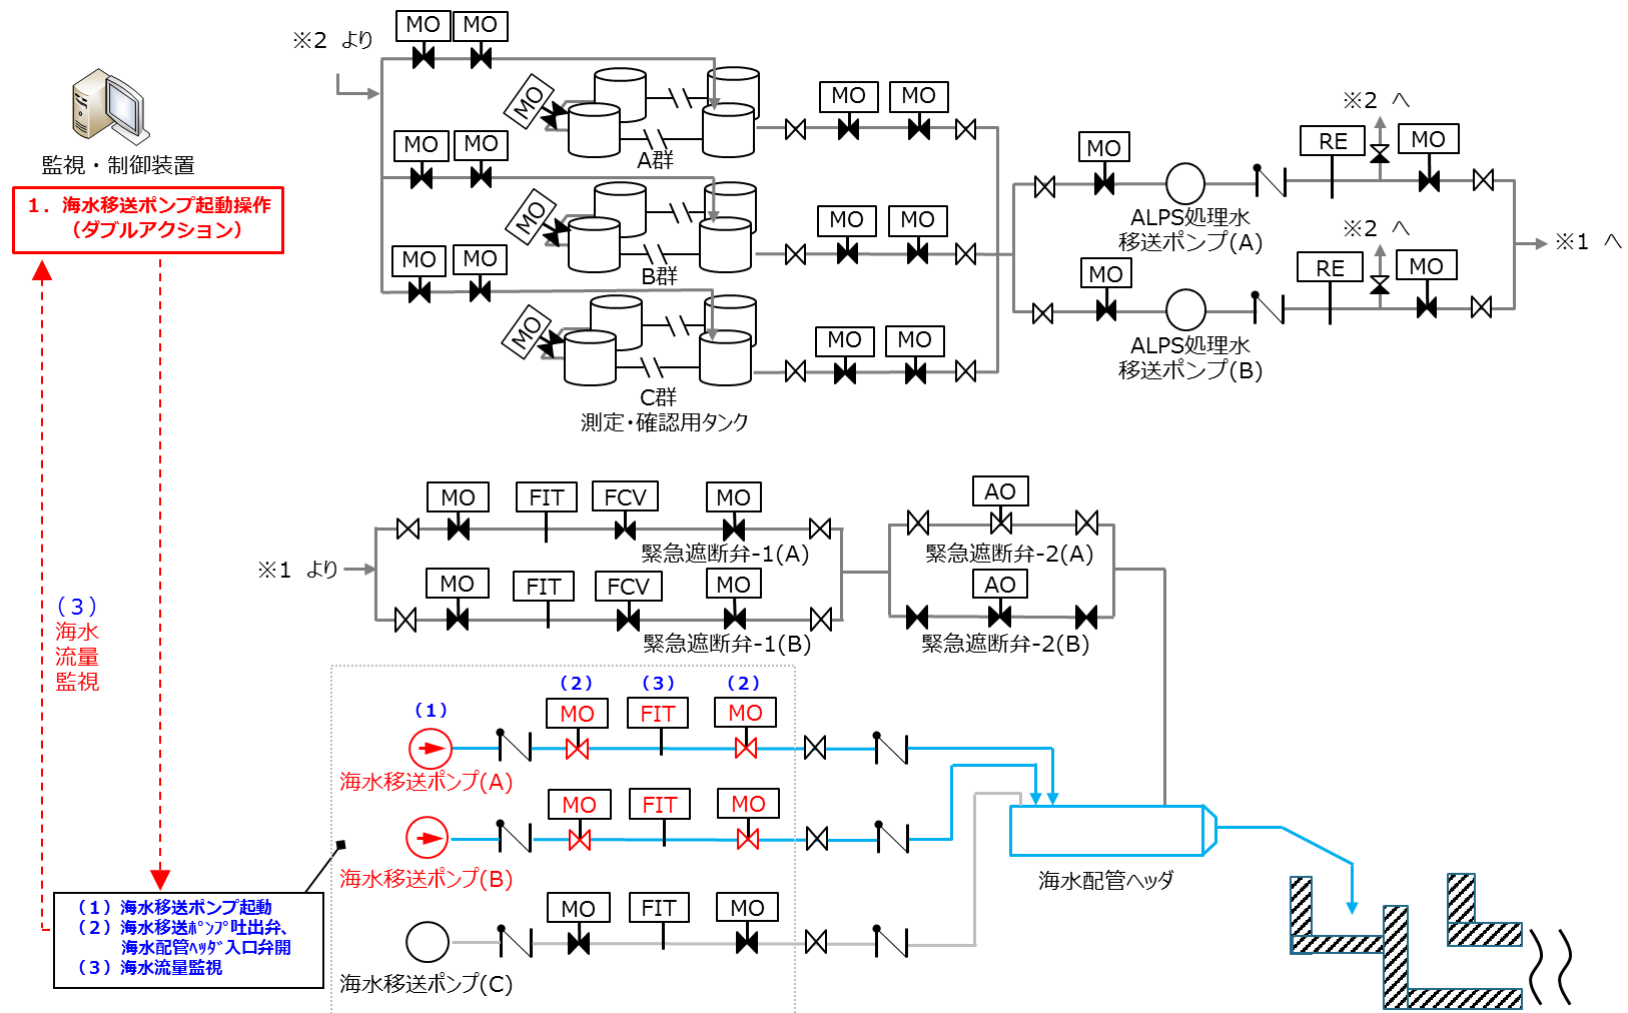 ※2 より
MO
MO
監視・制御装置
1．海水移送ポンプ起動操作
（ダブルアクション）
MO
MO
MO
MO
MO
A群
MO
MO
MO
B群
MO
MO
MO
MO
MO
C群
測定・確認用タンク
MO
MO
MO
RE
※2 へ
MO
ALPS処理水
移送ポンプ(A)
※2 へ
※1 へ
MO
RE
MO
ALPS処理水
移送ポンプ(B)
※1 より
MO
FIT
FCV
MO
緊急遮断弁-1(A)
MO
FIT
FCV
MO
緊急遮断弁-1(B)
AO
緊急遮断弁-2(A)
AO
緊急遮断弁-2(B)
（3）
海水
流量
監視
（1）
（2）
（3）
（2）
MO
FIT
MO
海水移送ポンプ(A)
MO
FIT
MO
海水移送ポンプ(B)
MO
FIT
MO
海水移送ポンプ(C)
海水配管ヘッダ
（1）海水移送ポンプ起動
（2）海水移送ﾎﾟﾝﾌﾟ吐出弁、
海水配管ﾍｯﾀﾞ入口弁開
（3）海水流量監視